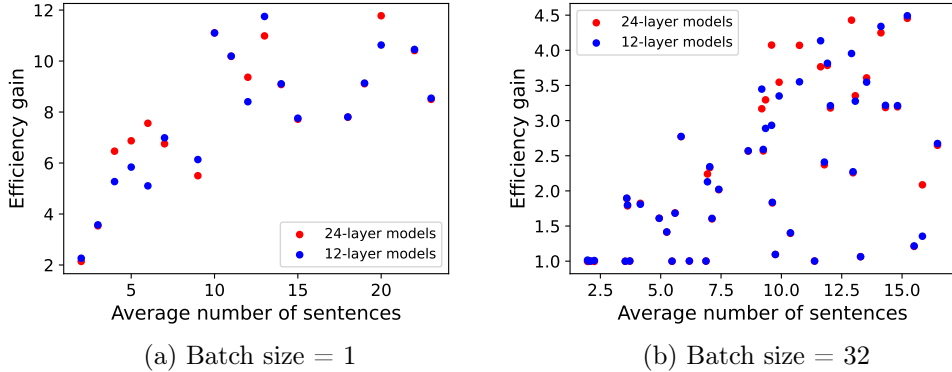 12
10
8
6
4
2
Efficiency gain
24-layer models
12-layer models
5
10
15
20
Average number of sentences
(a) Batch size = 1
4.5
4.0
3.5
3.0
2.5
2.0
1.5
1.0
Efficiency gain
24-layer models
12-layer models
2.5
5.0
7.5
10.0
12.5
15.0
Average number of sentences
(b) Batch size = 32